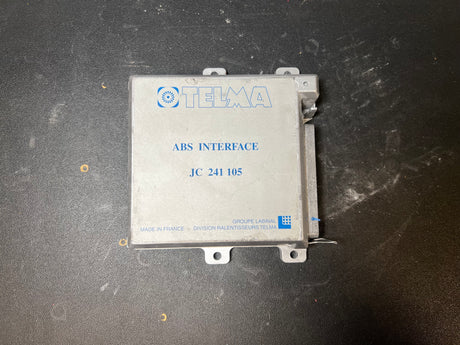 TELMA
ABS INTERFACE
JC 241 105
GROUPE LABINAL
MADE IN FRANCE - DIVISION RALENTISSEURS TELMA